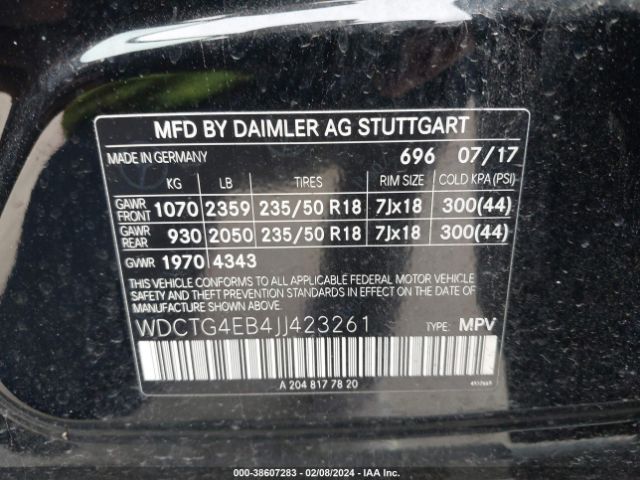 MFD BY DAIMLER AG STUTTGART
MADE IN GERMANY 696 07/17
KG LB TIRES RIM SIZE COLD KPA (PSI)
GAWR FRONT 1070 2359 235/50 R18 7Jx18 300(44)
GAWR REAR 930 2050 235/50 R18 7Jx18 300(44)
GVWR 1970 4343
THIS VEHICLE CONFORMS TO ALL APPLICABLE FEDERAL MOTOR VEHICLE
SAFETY AND THEFT PREVENTION STANDARDS IN EFFECT ON THE DATE
OF MANUFACTURE SHOWN ABOVE.
WDCTG4EB4JJ423261 TYPE: MPV
A 204 817 78 20
000-38607283 - 02/08/2024 - IAA Inc.